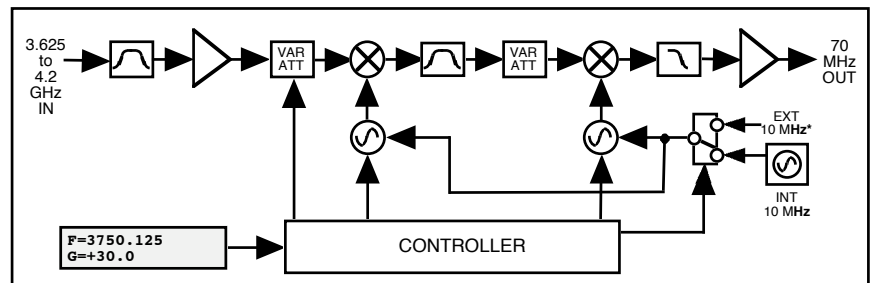 3.625
to
4.2
GHz
IN
VAR
ATT
VAR
ATT
70
MHz
OUT
EXT
10 MHz*
INT
10 MHz
F=3750.125
G=+30.0
CONTROLLER